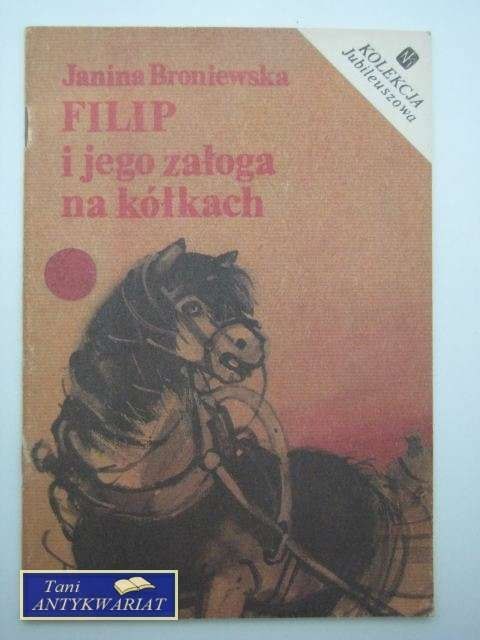 Janina Broniewska
FILIP
i jego załoga
na kółkach
KOLEKCJA
Jubileuszowa
Tani
ANTYKWARIAT